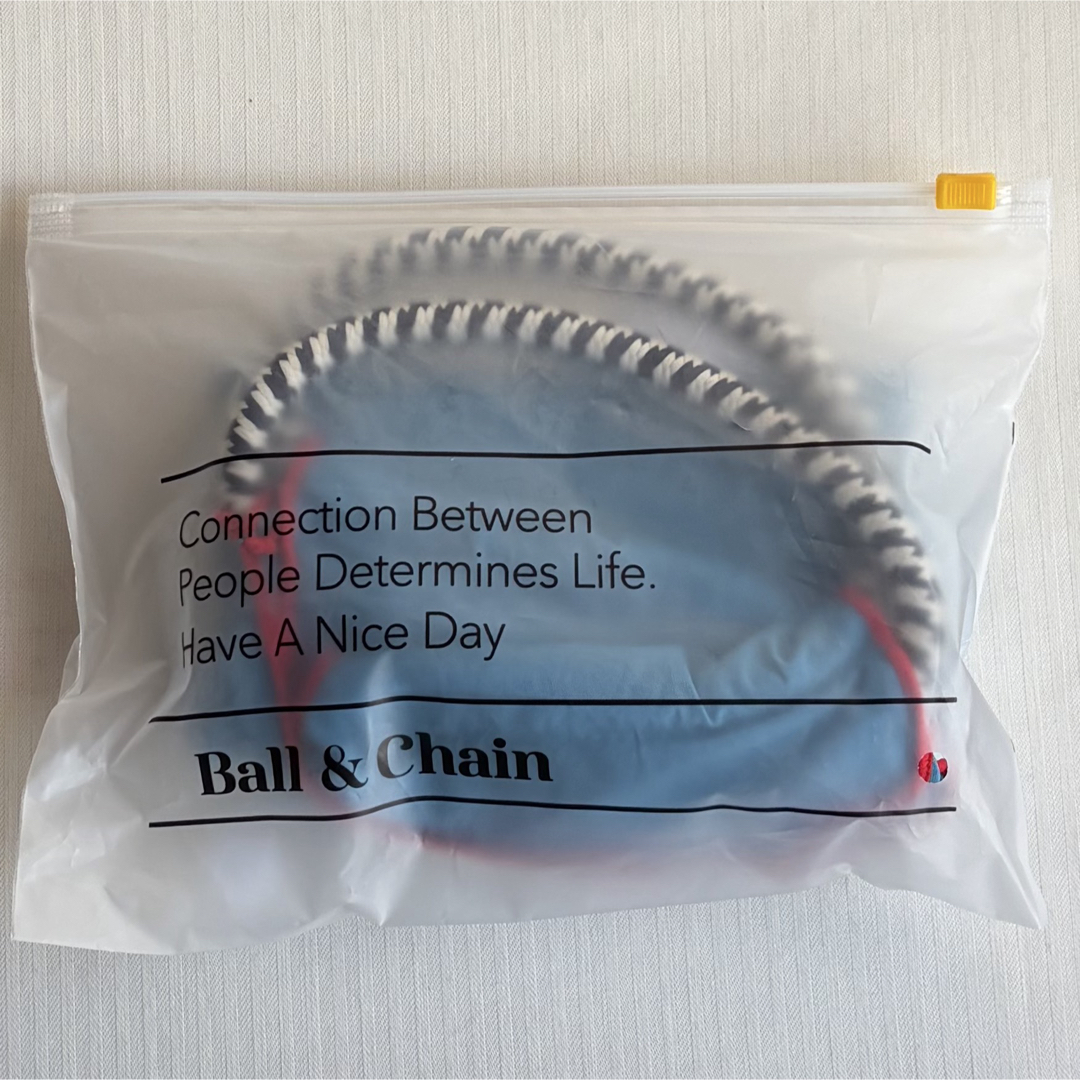 Connection Between
People Determines Life.
Have A Nice Day
Ball & Chain